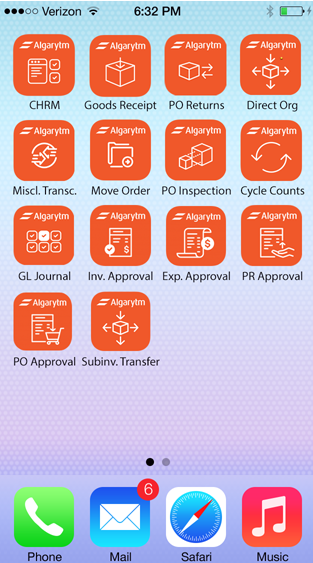 Verizon 6:32 PM
Algarytm Algarytm Algarytm Algarytm
CHRM Goods Receipt PO Returns Direct Org
Algarytm Algarytm Algarytm Algarytm
Miscl. Transc. Move Order PO Inspection Cycle Counts
Algarytm Algarytm Algarytm Algarytm
GL Journal Inv. Approval Exp. Approval PR Approval
Algarytm Algarytm
PO Approval Subinv. Transfer
6
Phone Mail Safari Music